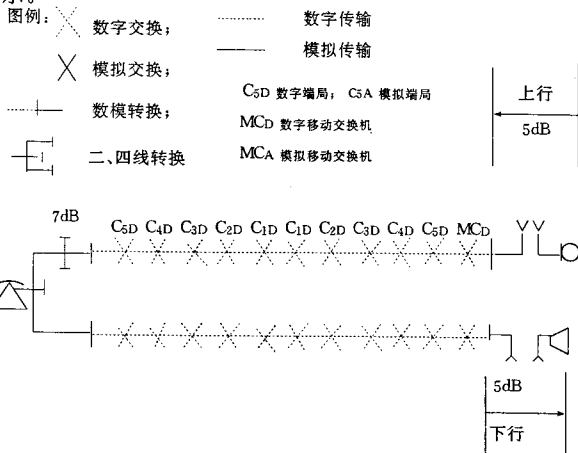 图例：
数字交换；
数字传输
模拟交换；
模拟传输
数模转换；
C5D 数字端局； C5A 模拟端局
MCD 数字移动交换机
二、四线转换
MCA 模拟移动交换机
上行
5dB
7dB
C5D C4D C3D C2D C1D C1D C2D C3D C4D C5D MCD
5dB
下行